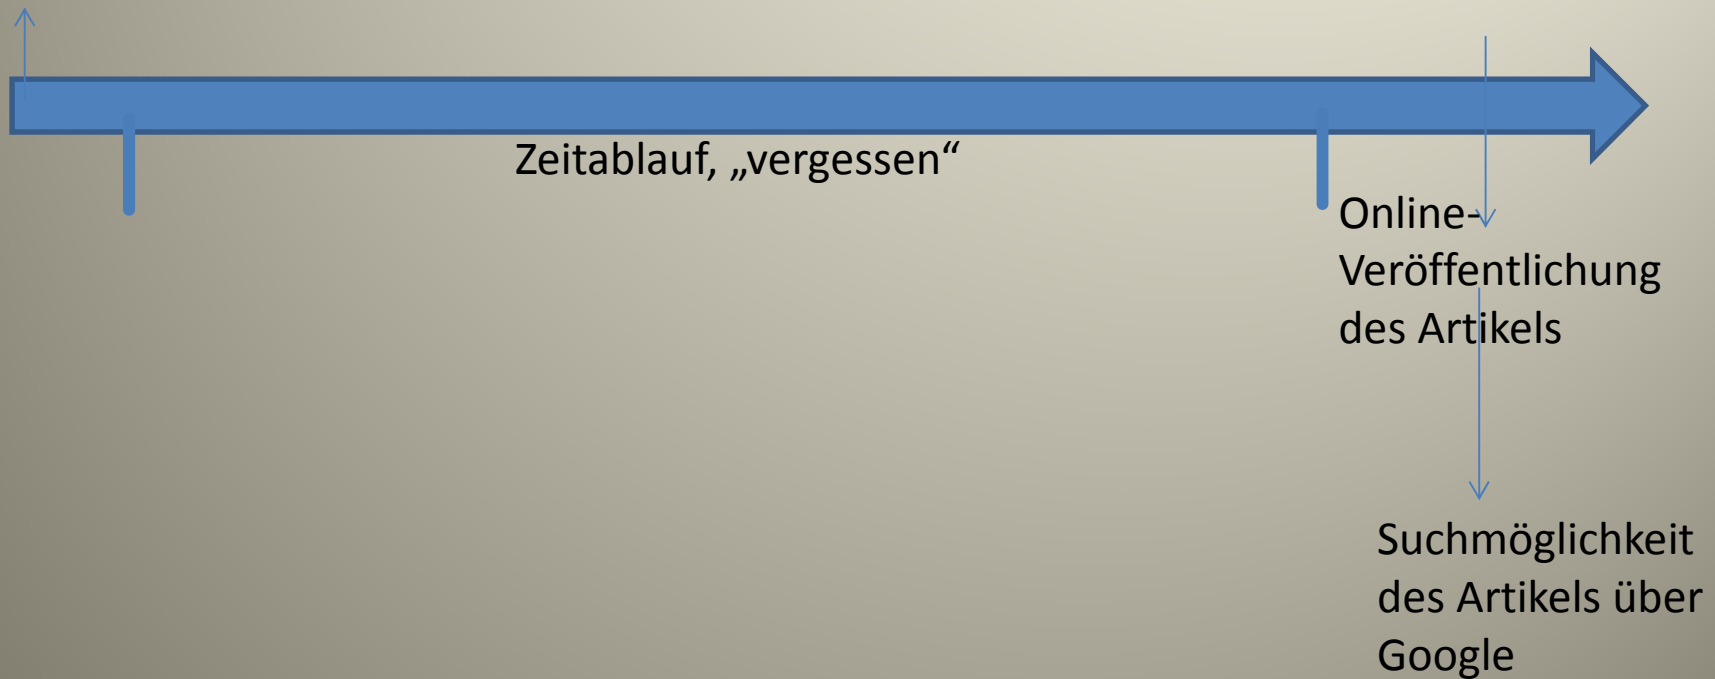 Zeitablauf, „vergessen“
Online-
Veröffentlichung
des Artikels
Suchmöglichkeit
des Artikels über
Google